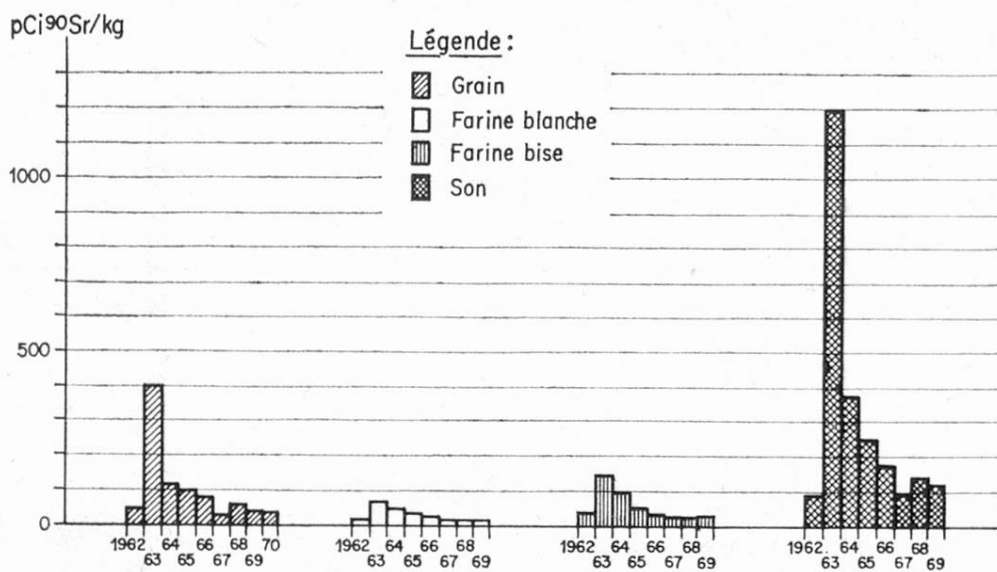 pCi⁹⁰Sr/kg
Légende :
Grain
Farine blanche
Farine bise
Son
1000
500
0
1962 64 66 68 70
63 65 67 69
1962 64 66 68
63 65 67 69
1962 64 66 68
63 65 67 69
1962. 64 66 68
63 65 67 69